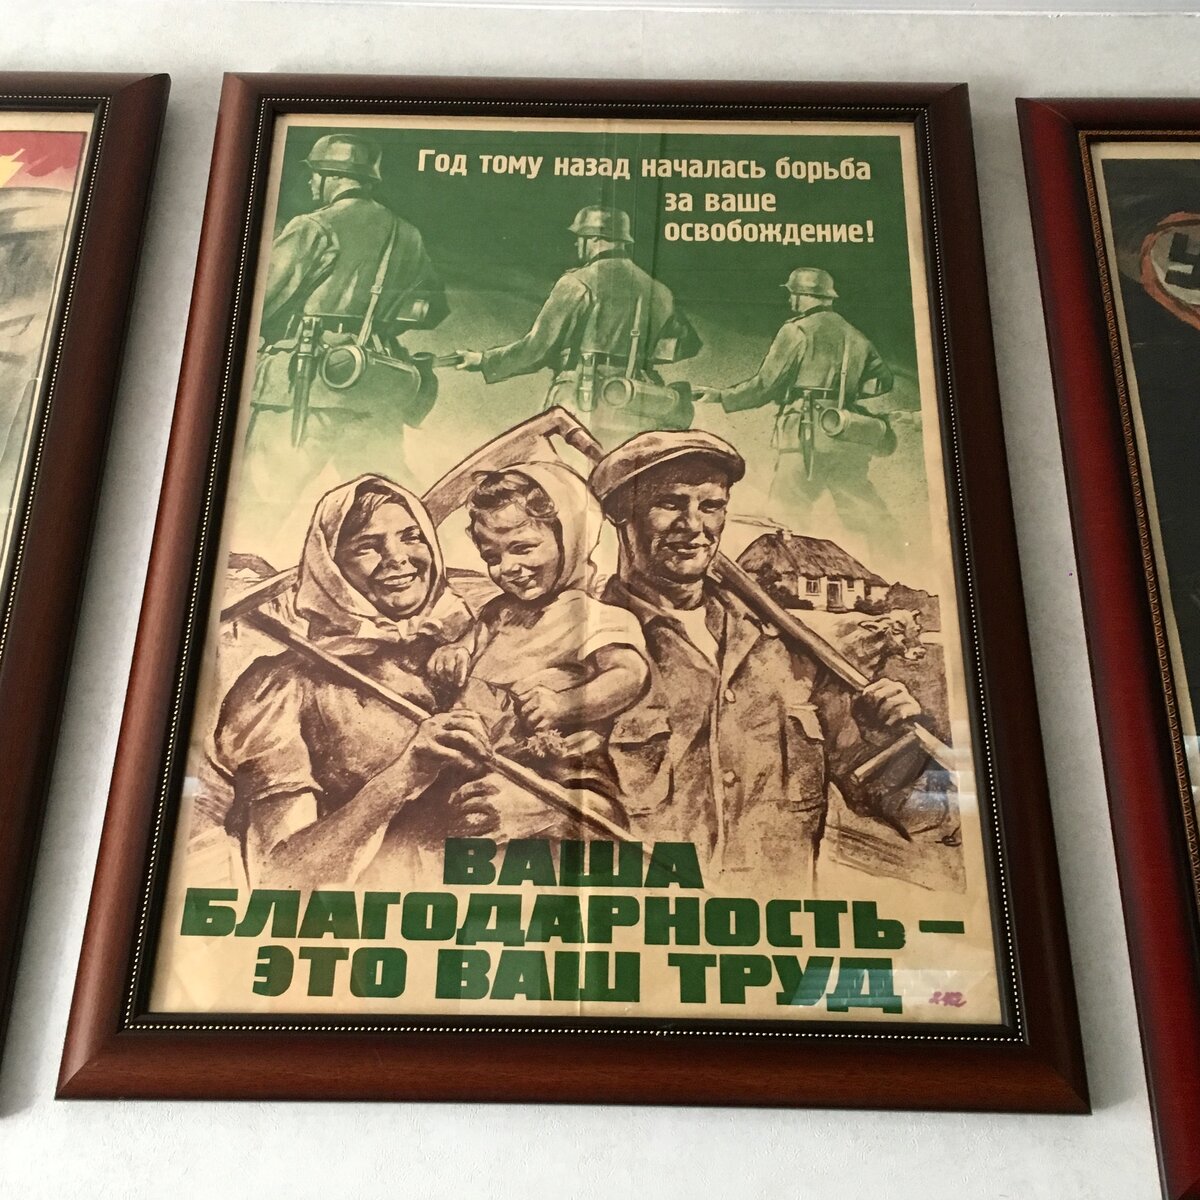 Год тому назад началась борьба
за ваше
освобождение!
ВАША
БЛАГОДАРНОСТЬ –
ЭТО ВАШ ТРУД